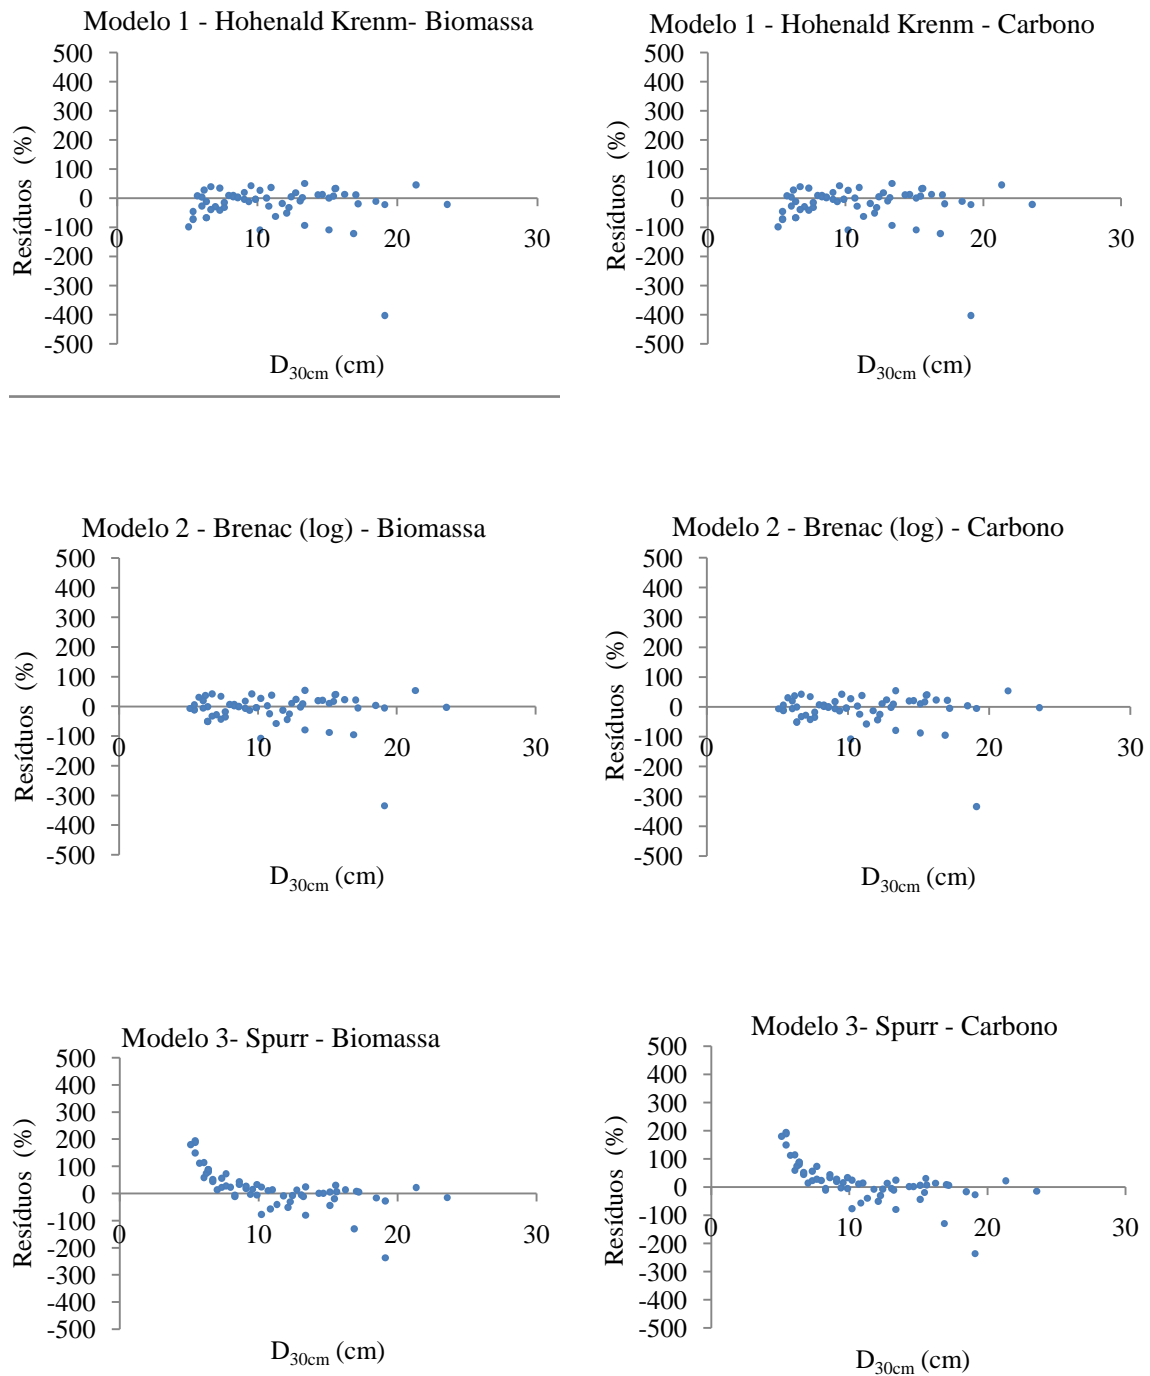 Modelo 1 - Hohenald Krenm- Biomassa
500
400
300
200
100
0
-100
-200
-300
-400
-500
0 10 20 30
Resíduos (%)
D30cm (cm)
Modelo 1 - Hohenald Krenm - Carbono
500
400
300
200
100
0
-100
-200
-300
-400
-500
0 10 20 30
Resíduos (%)
D30cm (cm)
Modelo 2 - Brenac (log) - Biomassa
500
400
300
200
100
0
-100
-200
-300
-400
-500
0 10 20 30
Resíduos (%)
D30cm (cm)
Modelo 2 - Brenac (log) - Carbono
500
400
300
200
100
0
-100
-200
-300
-400
-500
0 10 20 30
Resíduos (%)
D30cm (cm)
Modelo 3- Spurr - Biomassa
500
400
300
200
100
0
-100
-200
-300
-400
-500
0 10 20 30
Resíduos (%)
D30cm (cm)
Modelo 3- Spurr - Carbono
500
400
300
200
100
0
-100
-200
-300
-400
-500
0 10 20 30
Resíduos (%)
D30cm (cm)